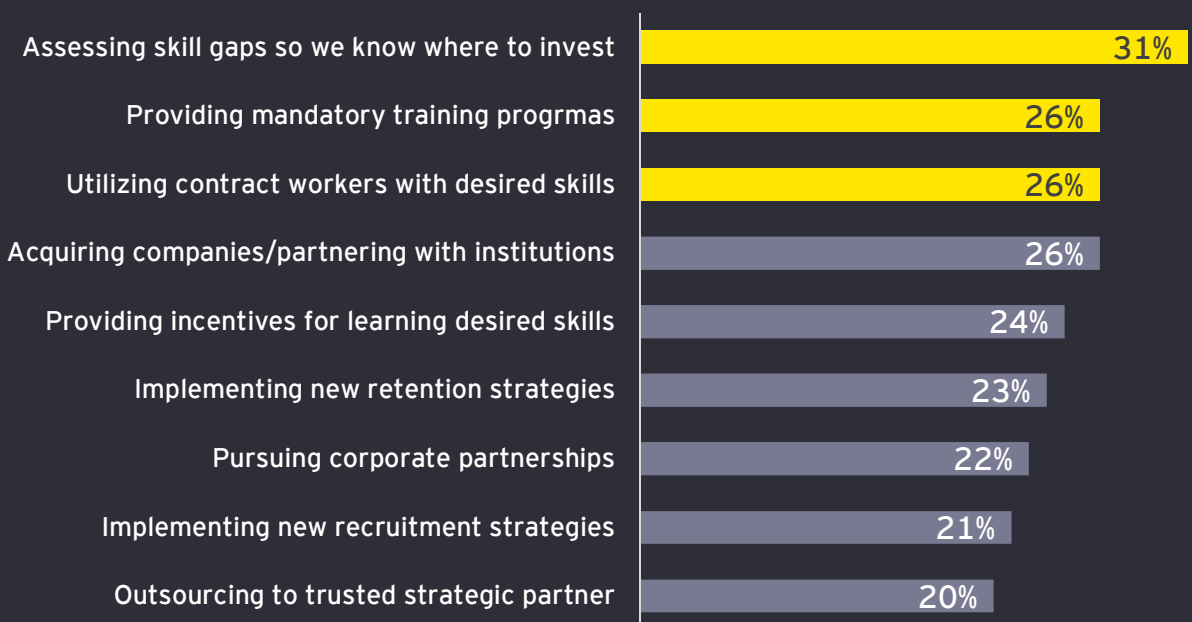 Assessing skill gaps so we know where to invest 31%
Providing mandatory training progrmas 26%
Utilizing contract workers with desired skills 26%
Acquiring companies/partnering with institutions 26%
Providing incentives for learning desired skills 24%
Implementing new retention strategies 23%
Pursuing corporate partnerships 22%
Implementing new recruitment strategies 21%
Outsourcing to trusted strategic partner 20%